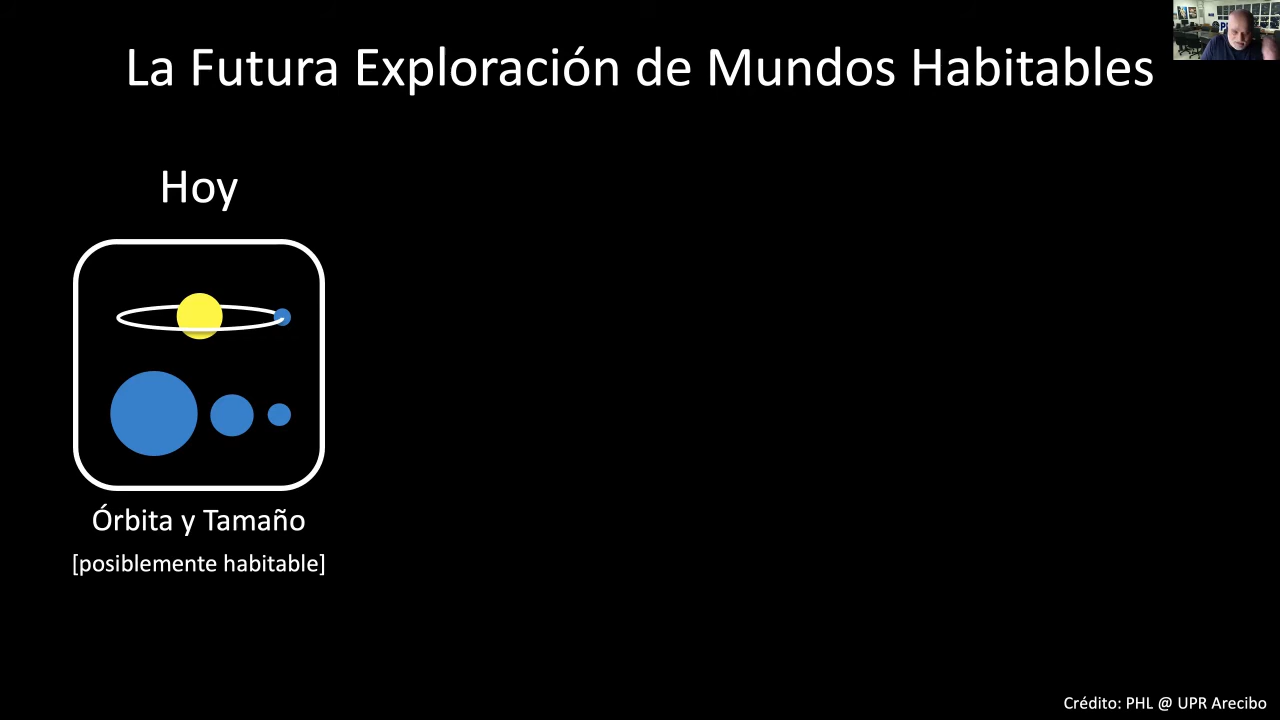 La Futura Exploración de Mundos Habitables
Hoy
Órbita y Tamaño
[posiblemente habitable]
Crédito: PHL @ UPR Arecibo